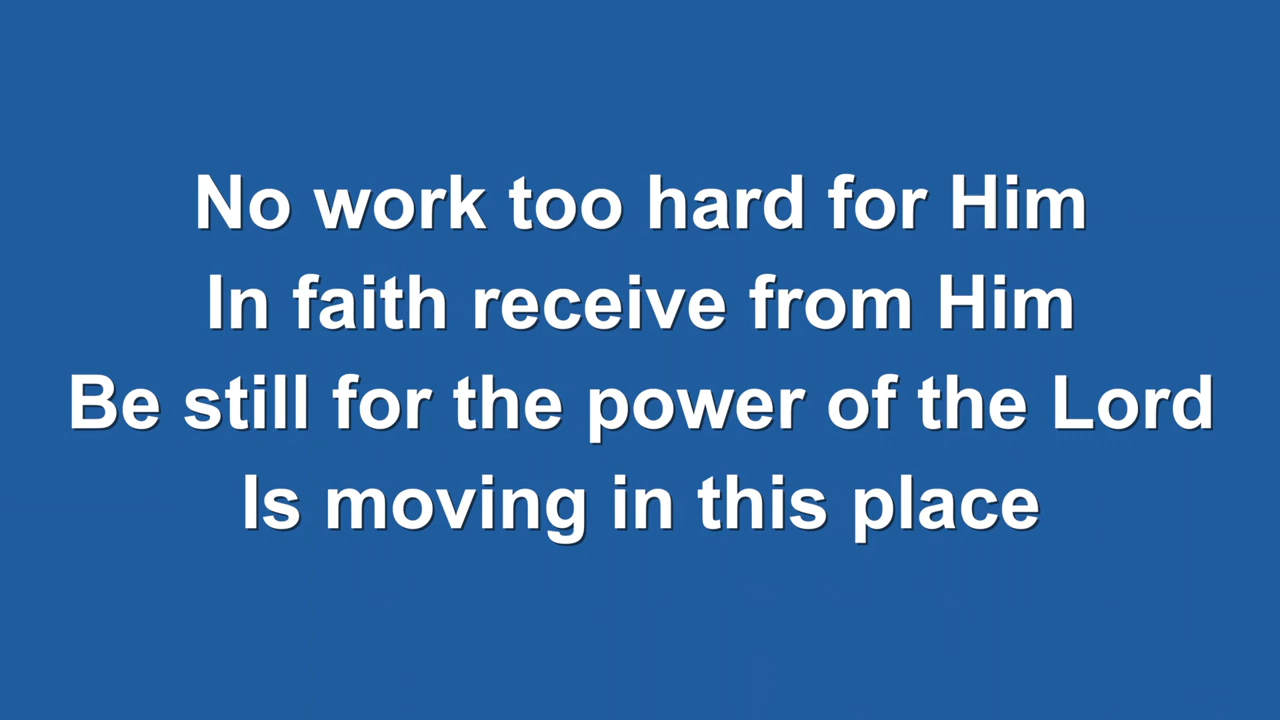 No work too hard for Him
In faith receive from Him
Be still for the power of the Lord
Is moving in this place